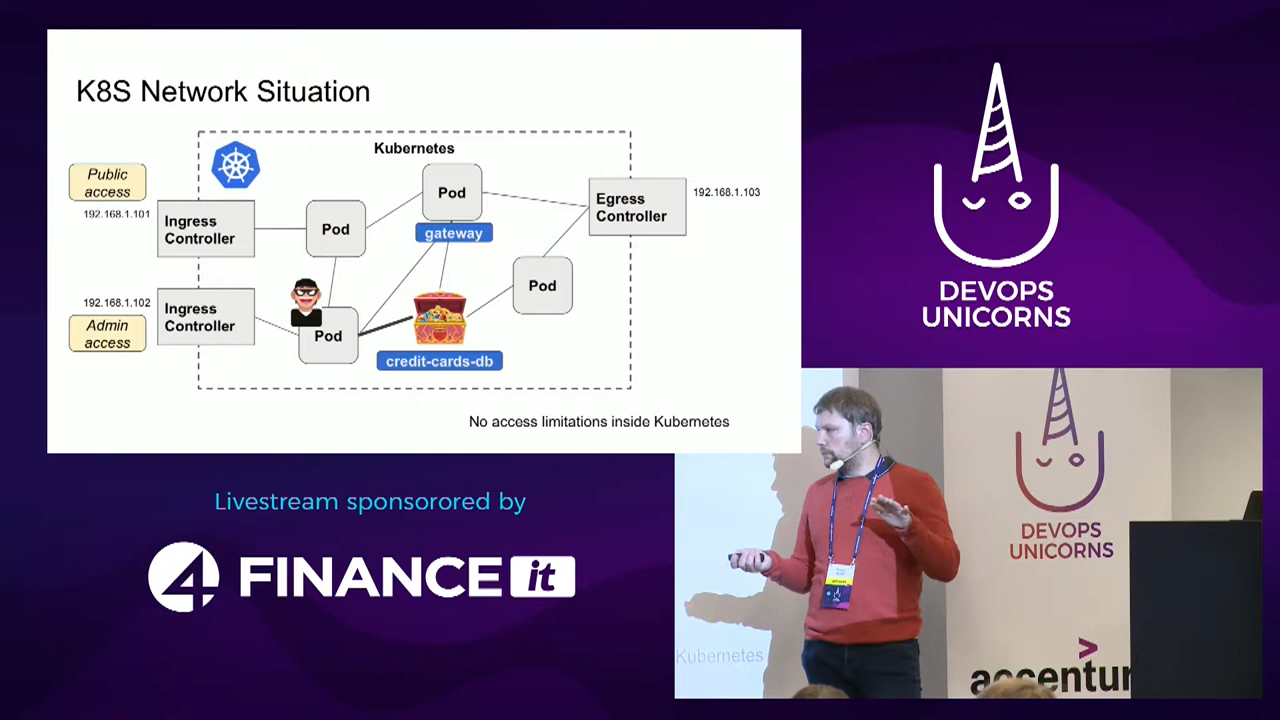 K8S Network Situation
Kubernetes
Public
access
192.168.1.101
Ingress
Controller
Pod
Pod
gateway
Egress
Controller
192.168.1.103
192.168.1.102
Ingress
Controller
Admin
access
Pod
credit-cards-db
Pod
No access limitations inside Kubernetes
DEVOPS
UNICORNS
Livestream sponsorored by
4FINANCE it
DEVOPS
UNICORNS
Kubernetes
accentur